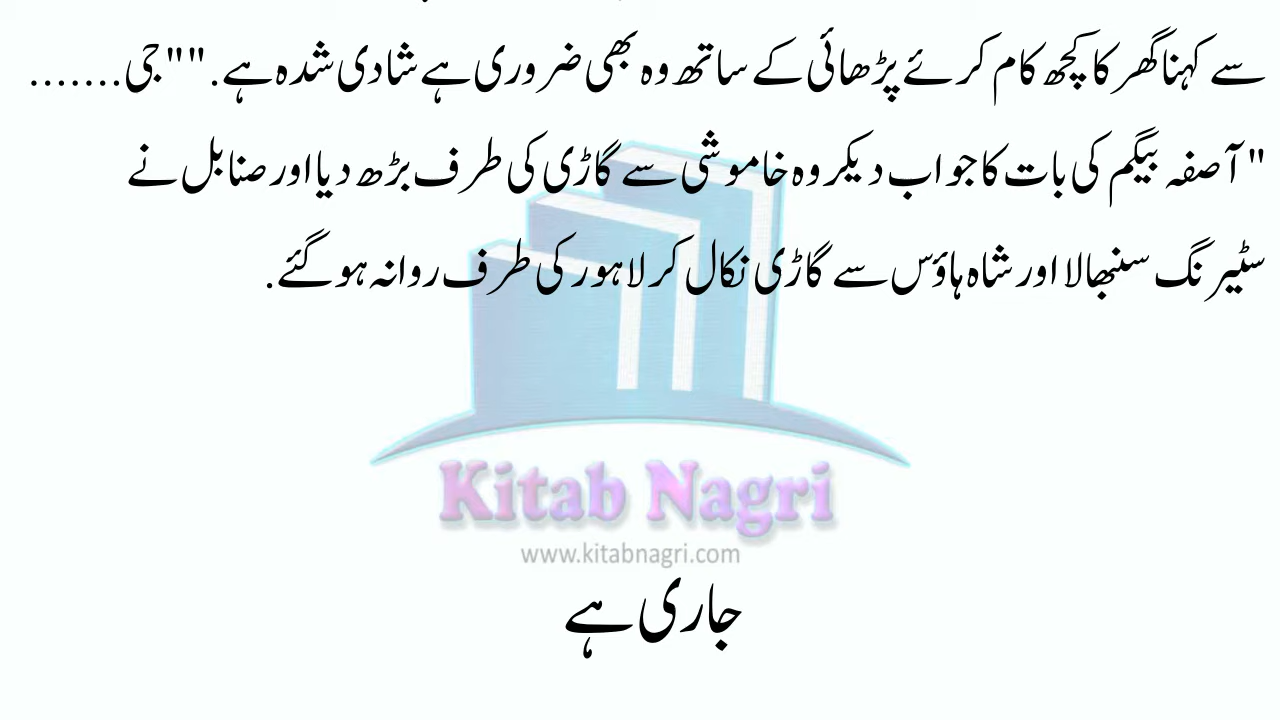 سے کہنا گھر کا کچھ کام کرئے پڑھائی کے ساتھ وہ بھی ضروری ہے شادی شدہ ہے." "جی.......
"آصفہ بیگم کی بات کا جواب دیکر وہ خاموشی سے گاڑی کی طرف بڑھ دیا اور صنابل نے
سٹیرنگ سنبھالا اور شاہ ہاؤس سے گاڑی نکال کر لاہور کی طرف روانہ ہو گئے.
Kitab Nagri
www.kitabnagri.com
جاری ہے